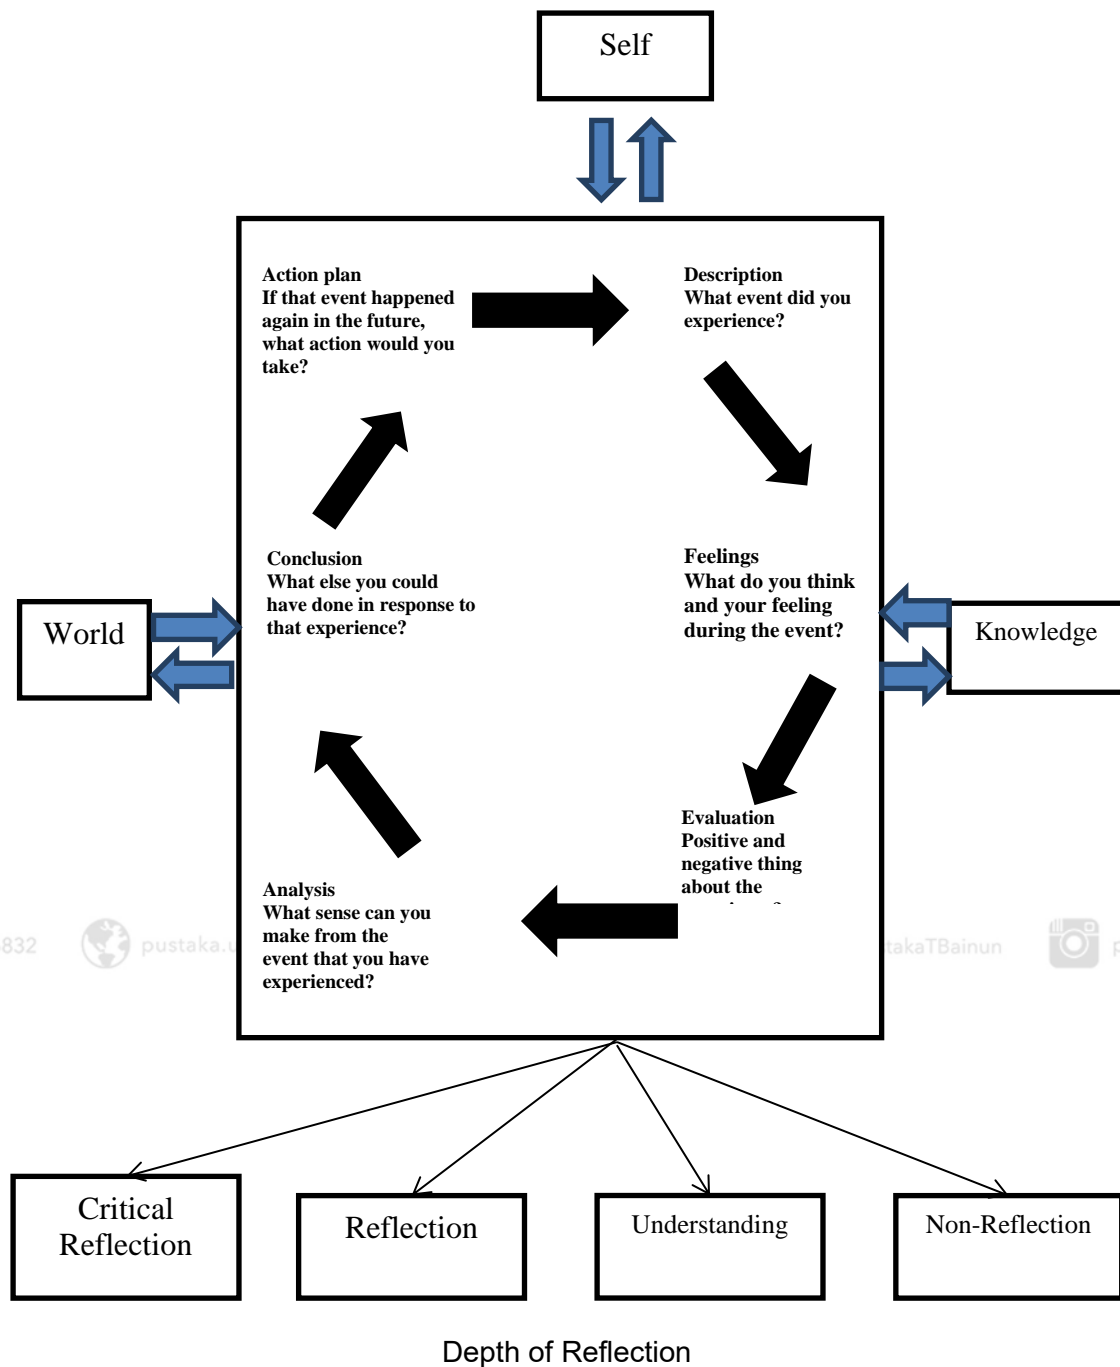 Self
Action plan
If that event happened
again in the future,
what action would you
take?
Description
What event did you
experience?
Conclusion
What else you could
have done in response to
that experience?
Feelings
What do you think
and your feeling
during the event?
World
Knowledge
Evaluation
Positive and
negative thing
about the
Analysis
What sense can you
make from the
event that you have
experienced?
832
pustaka.u
takaTBainun
p
Critical
Reflection
Reflection
Understanding
Non-Reflection
Depth of Reflection